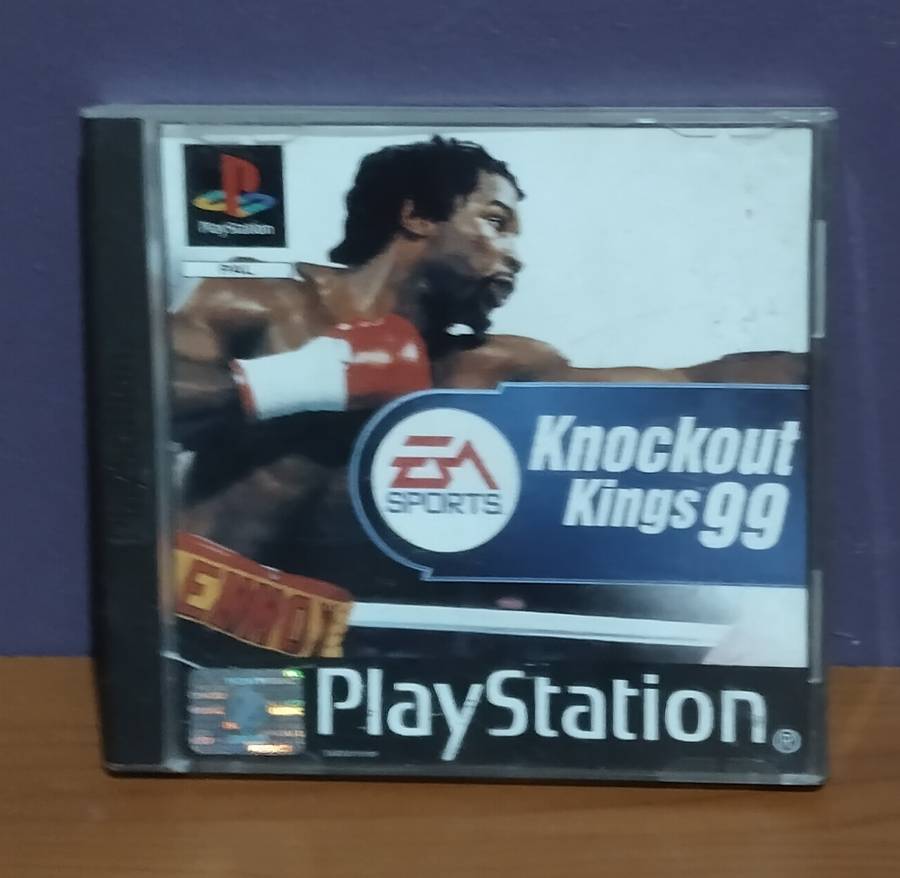 PlayStation
PAL
EA
SPORTS
Knockout
Kings 99
PlayStation®